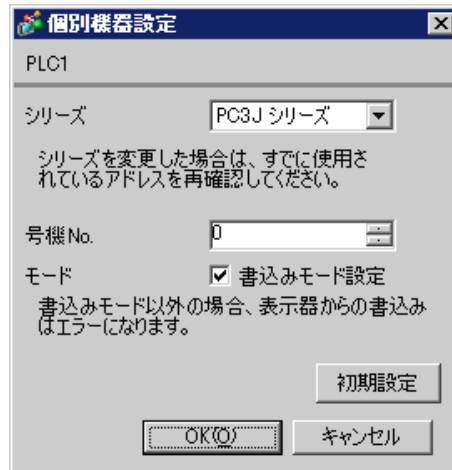 個別機器設定
PLC1
シリーズ
PC3J シリーズ
シリーズを変更した場合は、すでに使用さ
れているアドレスを再確認してください。
号機No.
0
モード
書込みモード設定
書込みモード以外の場合、表示器からの書込み
はエラーになります。
初期設定
OK(O)
キャンセル